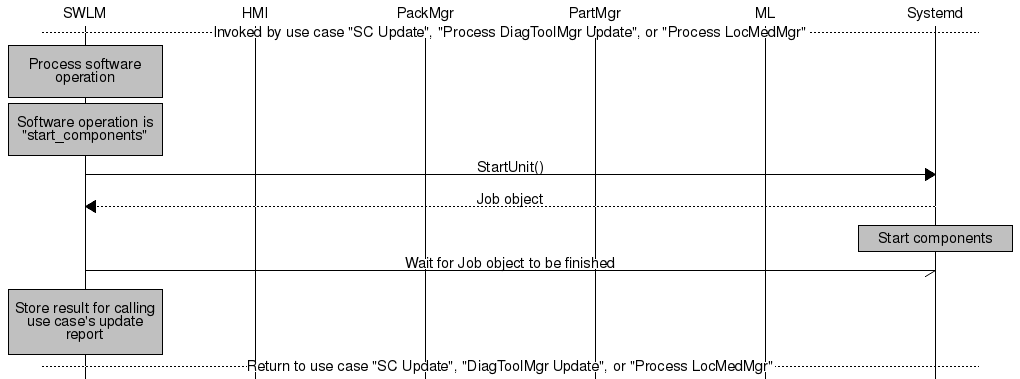 SWLM HMI PackMgr PartMgr ML Systemd
Invoked by use case "SC Update", "Process DiagToolMgr Update", or "Process LocMedMgr"
Process software
operation
Software operation is
"start_components"
StartUnit()
Job object
Start components
Wait for Job object to be finished
Store result for calling
use case's update
report
Return to use case "SC Update", "DiagToolMgr Update", or "Process LocMedMgr"